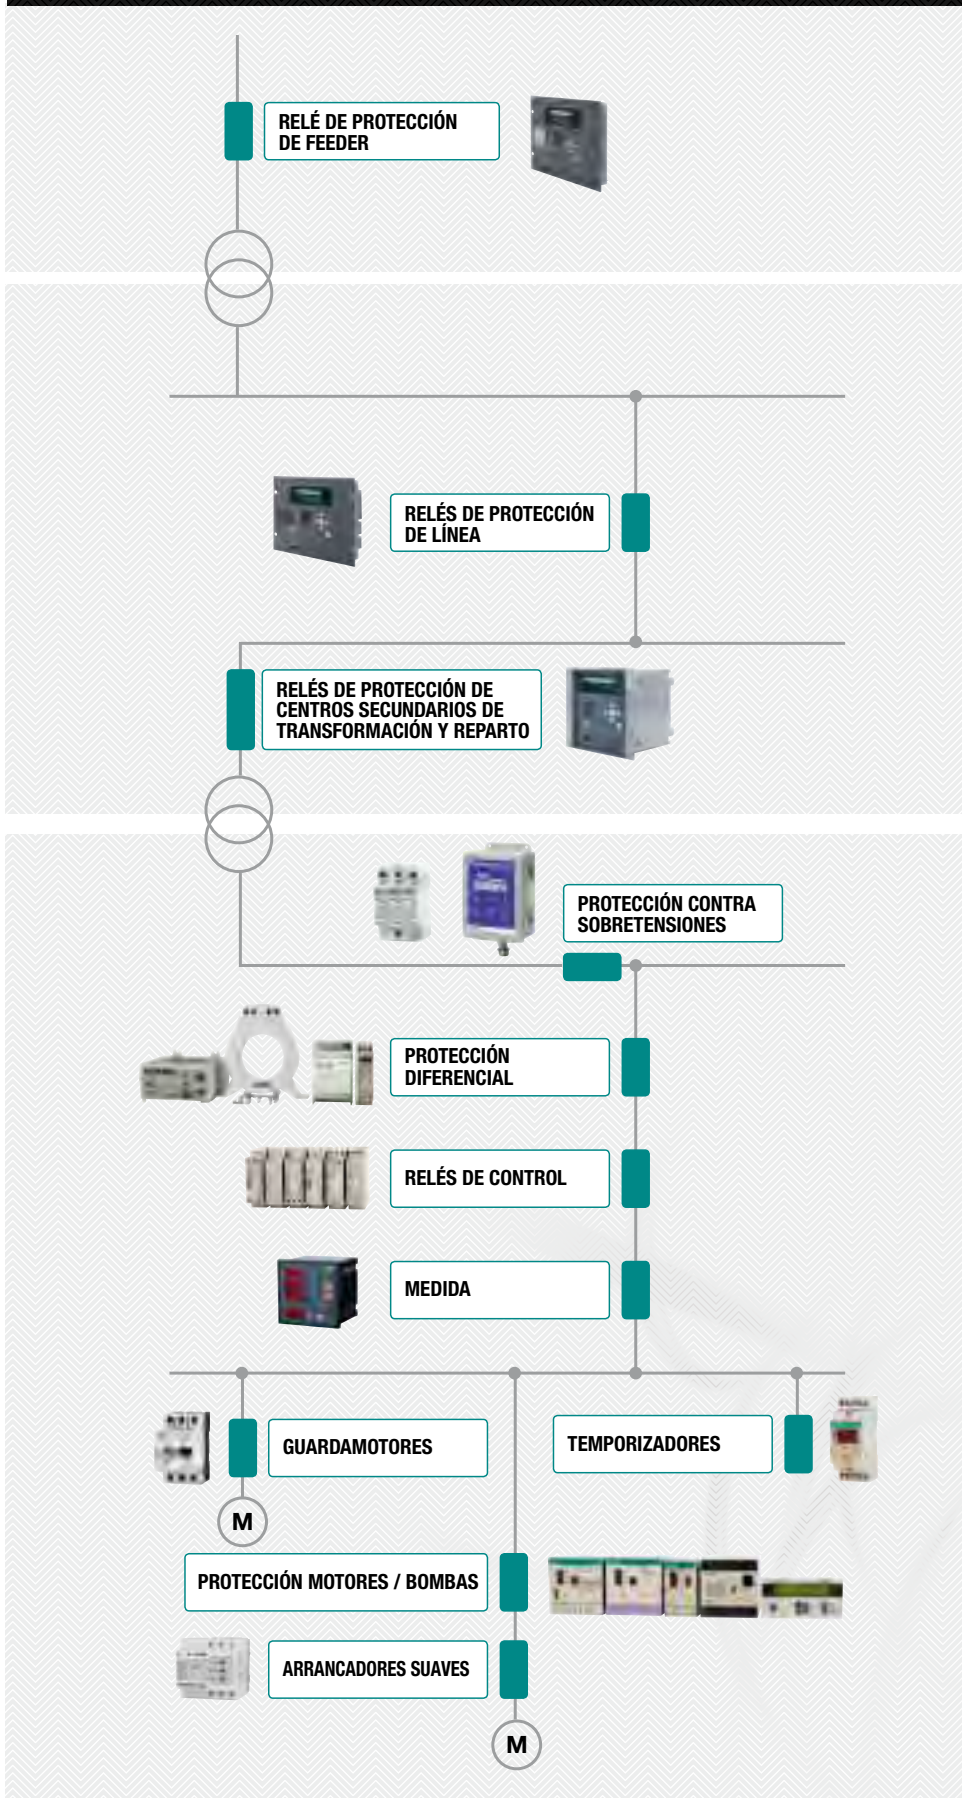 RELÉ DE PROTECCIÓN
DE FEEDER
RELÉS DE PROTECCIÓN
DE LÍNEA
RELÉS DE PROTECCIÓN DE
CENTROS SECUNDARIOS DE
TRANSFORMACIÓN Y REPARTO
PROTECCIÓN CONTRA
SOBRETENSIONES
PROTECCIÓN
DIFERENCIAL
RELÉS DE CONTROL
MEDIDA
GUARDAMOTORES
TEMPORIZADORES
M
PROTECCIÓN MOTORES / BOMBAS
ARRANCADORES SUAVES
M